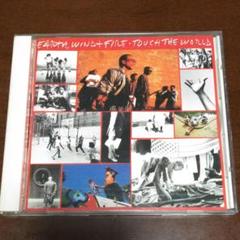 EARTH, WIND + FIRE · TOUCH THE WORLD